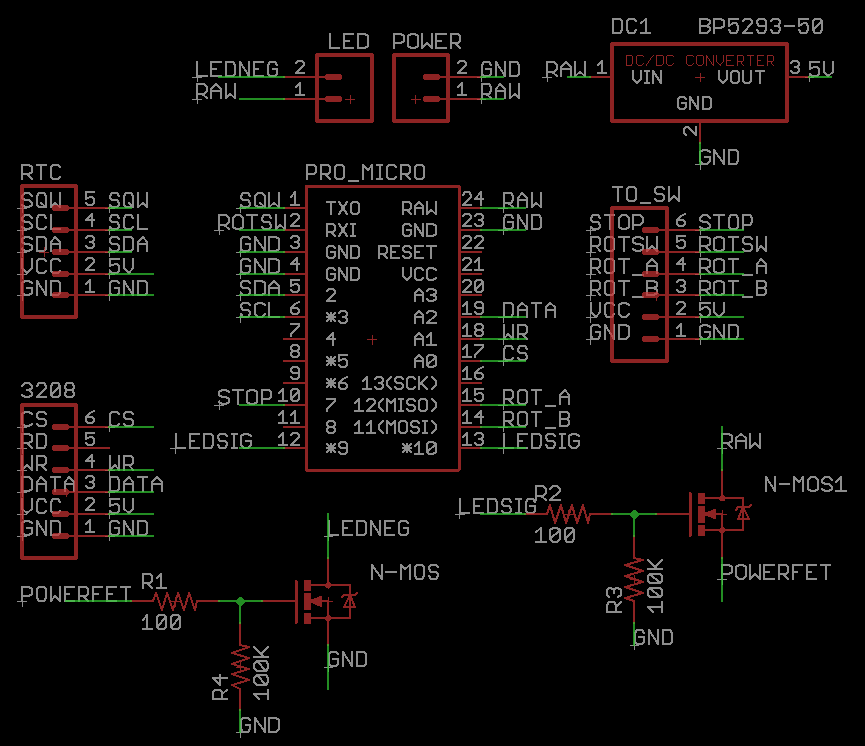 LED
LEDNEG 2
RAW 1
POWER
2 GND
1 RAW
DC1 BP5293-50
DC/DC CONVERTER
RAW 1 VIN VOUT 3 5V
GND
2
GND
RTC
SQW 5 SQW
SCL 4 SCL
SDA 3 SDA
VCC 2 5V
GND 1 GND
PRO_MICRO
SQW 1 TXO RAW 24 RAW
ROTSW 2 RXI GND 23 GND
GND 3 GND RESET 22
GND 4 GND VCC 21
SDA 5 2 A3 20
SCL 6 *3 A2 19 DATA
7 4 A1 18 WR
8 *5 A0 17 CS
9 *6 13(SCK) 16
STOP 10 7 12(MISO) 15 ROT_A
11 8 11(MOSI) 14 ROT_B
LEDSIG 12 *9 *10 13 LEDSIG
TO_SW
STOP 6 STOP
ROTSW 5 ROTSW
ROT_A 4 ROT_A
ROT_B 3 ROT_B
VCC 2 5V
GND 1 GND
3208
CS 6 CS
RD 5
WR 4 WR
DATA 3 DATA
VCC 2 5V
GND 1 GND
RAW
LEDSIG R2
100
N-MOS1
POWERFET
R3 100K
GND
LEDNEG
N-MOS
POWERFET R1
100
GND
R4 100K
GND